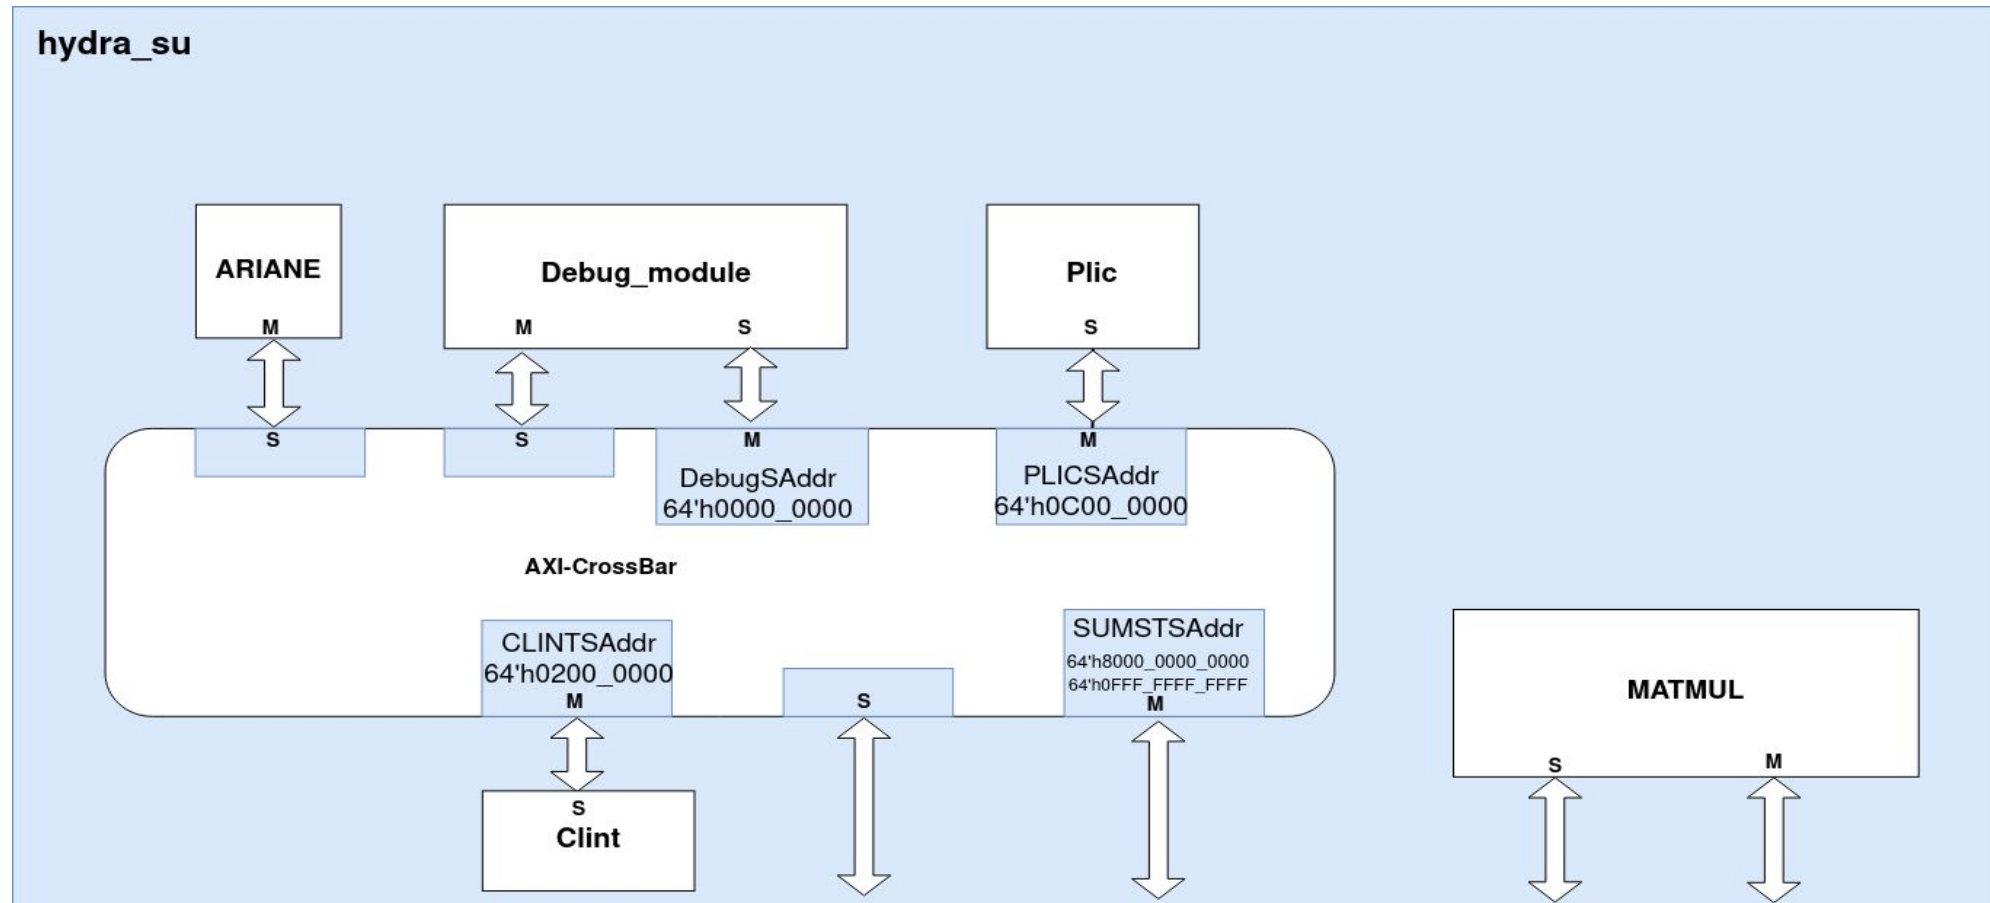 hydra_su
ARIANE
M
Debug_module
M
S
Plic
S
S
S
M
DebugSAddr
64'h0000_0000
M
PLICSAddr
64'h0C00_0000
AXI-CrossBar
CLINTSAddr
64'h0200_0000
M
S
SUMSTSAddr
64'h8000_0000_0000
64'h0FFF_FFFF_FFFF
M
MATMUL
S
M
S
Clint